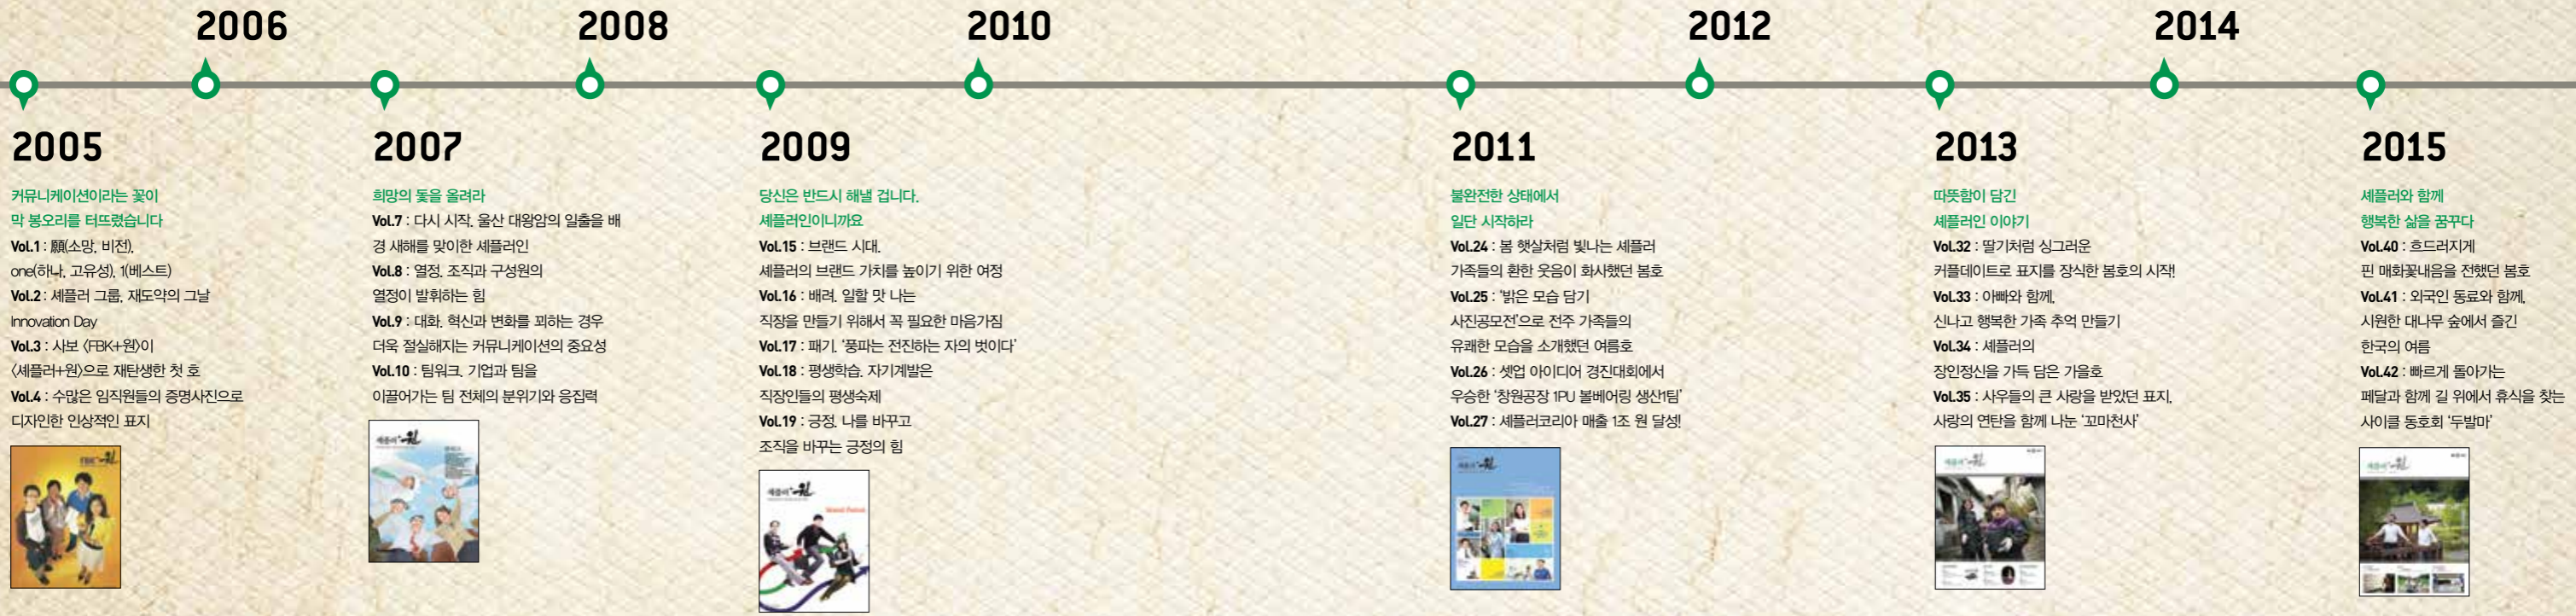 2006
2008
2010
2012
2014
2005
커뮤니케이션이라는 꽃이
막 봉오리를 터뜨렸습니다
Vol.1 : 願(소망, 비전),
one(하나, 고유성), 1(베스트)
Vol.2 : 셰플러 그룹, 재도약의 그날
Innovation Day
Vol.3 : 사보 〈FBK+원〉이
〈셰플러+원〉으로 재탄생한 첫 호
Vol.4 : 수많은 임직원들의 증명사진으로
디자인한 인상적인 표지
2007
희망의 돛을 올려라
Vol.7 : 다시 시작, 울산 대왕암의 일출을 배
경 새해를 맞이한 셰플러인
Vol.8 : 열정, 조직과 구성원의
열정이 발휘하는 힘
Vol.9 : 대화, 혁신과 변화를 꾀하는 경우
더욱 절실해지는 커뮤니케이션의 중요성
Vol.10 : 팀워크, 기업과 팀을
이끌어가는 팀 전체의 분위기와 응집력
셰플러+원
2009
당신은 반드시 해낼 겁니다,
셰플러인이니까요
Vol.15 : 브랜드 시대,
셰플러의 브랜드 가치를 높이기 위한 여정
Vol.16 : 배려, 일할 맛 나는
직장을 만들기 위해서 꼭 필요한 마음가짐
Vol.17 : 패기, '풍파는 전진하는 자의 벗이다'
Vol.18 : 평생학습, 자기계발은
직장인들의 평생숙제
Vol.19 : 긍정, 나를 바꾸고
조직을 바꾸는 긍정의 힘
셰플러+원
2011
불완전한 상태에서
일단 시작하라
Vol.24 : 봄 햇살처럼 빛나는 셰플러
가족들의 환한 웃음이 화사했던 봄호
Vol.25 : '밝은 모습 담기
사진공모전'으로 전주 가족들의
유쾌한 모습을 소개했던 여름호
Vol.26 : 셋업 아이디어 경진대회에서
우승한 '창원공장 1PU 볼베어링 생산1팀'
Vol.27 : 셰플러코리아 매출 1조 원 달성!
셰플러+원
2013
따뜻함이 담긴
셰플러인 이야기
Vol.32 : 딸기처럼 싱그러운
커플데이트로 표지를 장식한 봄호의 시작!
Vol.33 : 아빠와 함께,
신나고 행복한 가족 추억 만들기
Vol.34 : 셰플러의
장인정신을 가득 담은 가을호
Vol.35 : 사우들의 큰 사랑을 받았던 표지,
사랑의 연탄을 함께 나눈 '꼬마천사'
셰플러+원
2015
셰플러와 함께
행복한 삶을 꿈꾸다
Vol.40 : 흐드러지게
핀 매화꽃내음을 전했던 봄호
Vol.41 : 외국인 동료와 함께,
시원한 대나무 숲에서 즐긴
한국의 여름
Vol.42 : 빠르게 돌아가는
페달과 함께 길 위에서 휴식을 찾는
사이클 동호회 '두발마'
셰플러+원